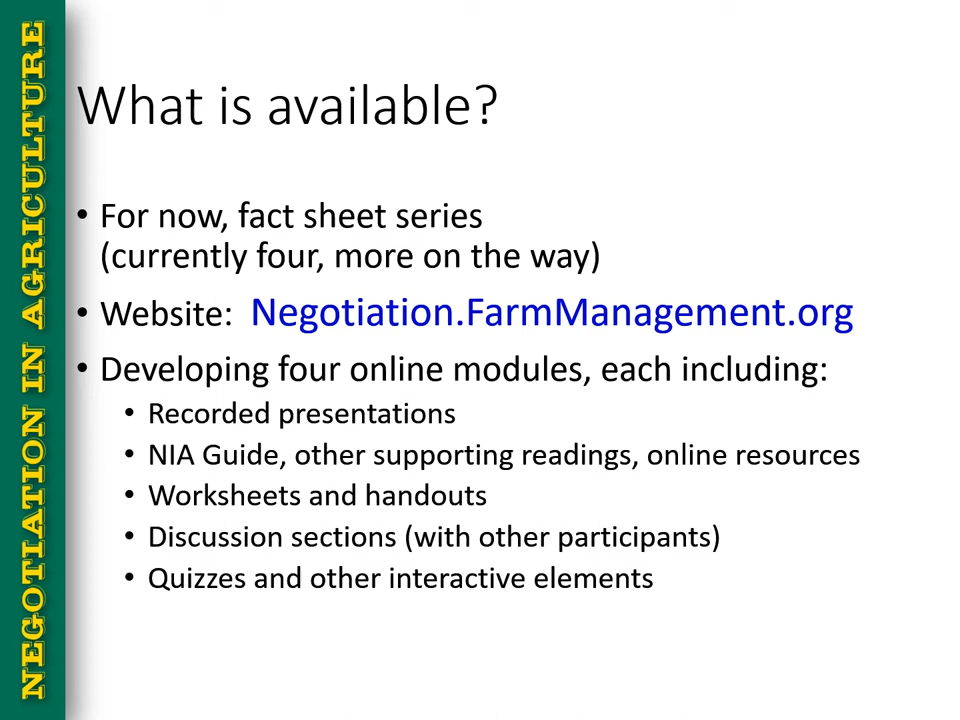 NEGOTIATION IN AGRICULTURE
What is available?
• For now, fact sheet series
(currently four, more on the way)
• Website: Negotiation.FarmManagement.org
• Developing four online modules, each including:
• Recorded presentations
• NIA Guide, other supporting readings, online resources
• Worksheets and handouts
• Discussion sections (with other participants)
• Quizzes and other interactive elements